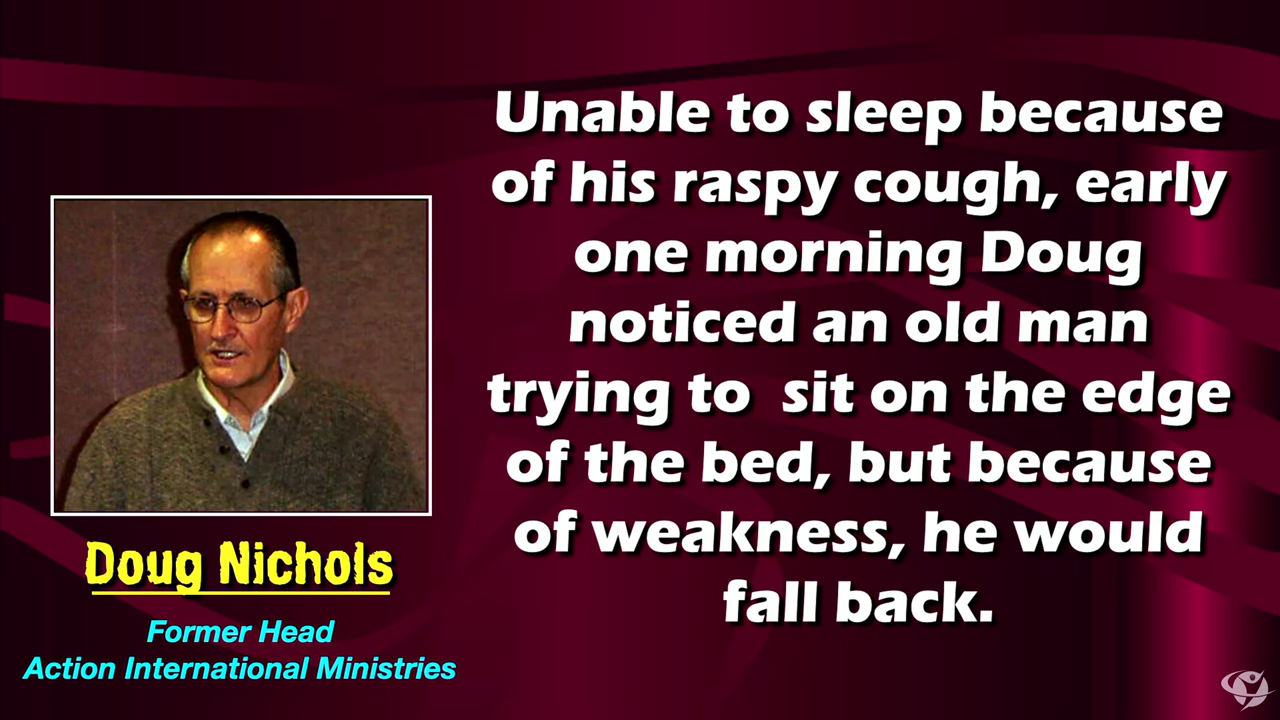 Unable to sleep because
of his raspy cough, early
one morning Doug
noticed an old man
trying to  sit on the edge
of the bed, but because
of weakness, he would
fall back.
Doug Nichols
Former Head
Action International Ministries